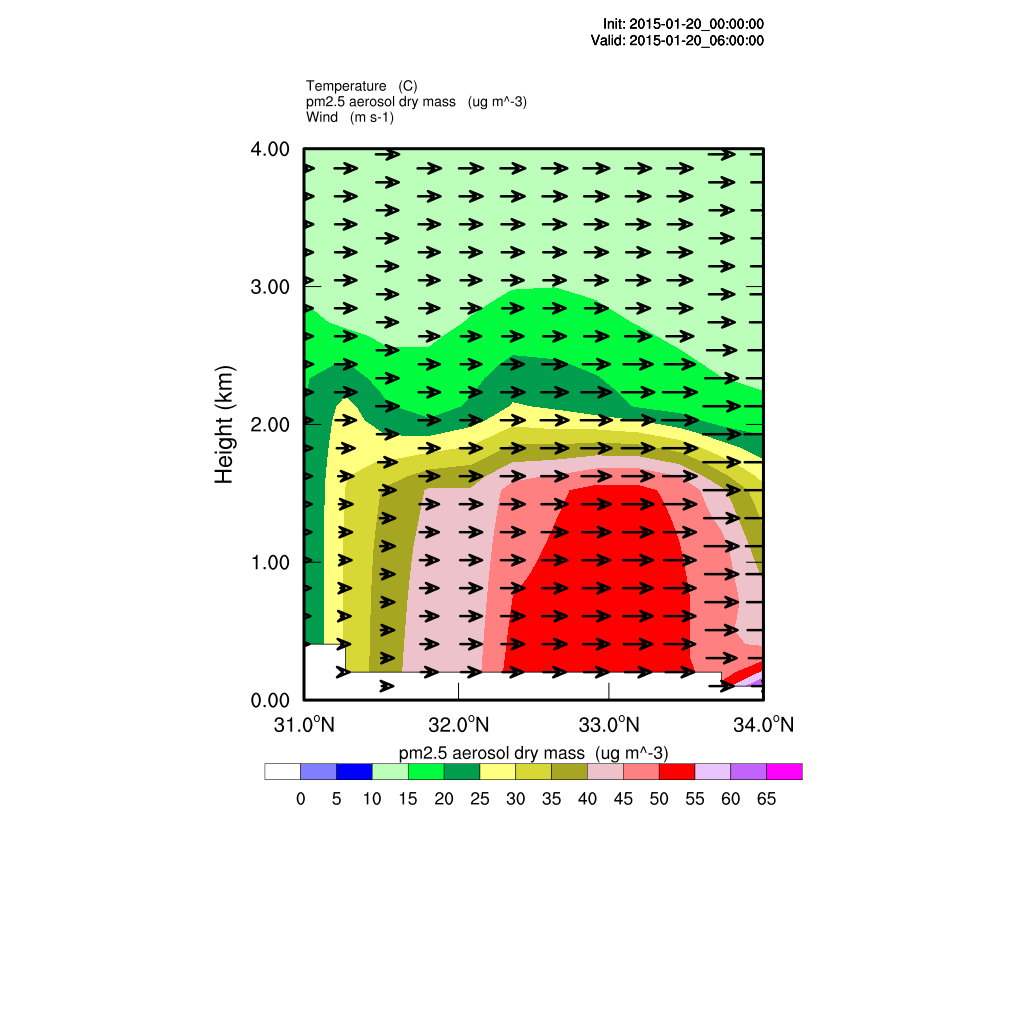 Init: 2015-01-20_00:00:00
Valid: 2015-01-20_06:00:00
Temperature (C)
pm2.5 aerosol dry mass (ug m^-3)
Wind (m s-1)
4.00
3.00
2.00
1.00
0.00
Height (km)
31.0°N 32.0°N 33.0°N 34.0°N
pm2.5 aerosol dry mass (ug m^-3)
0 5 10 15 20 25 30 35 40 45 50 55 60 65